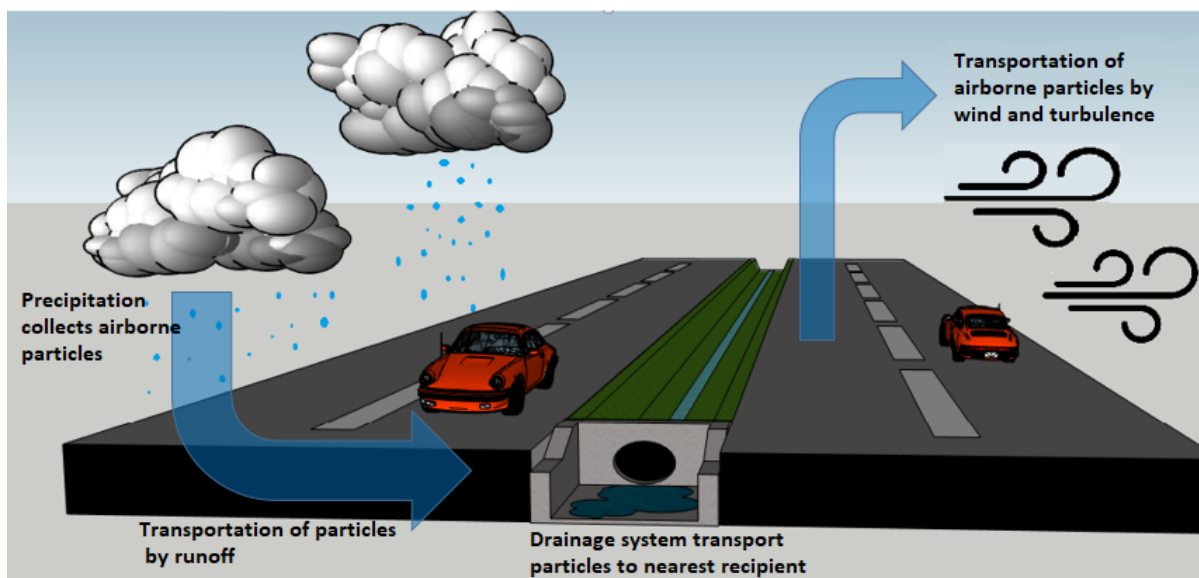 Transportation of
airborne particles by
wind and turbulence
Precipitation
collects airborne
particles
Transportation of particles
by runoff
Drainage system transport
particles to nearest recipient